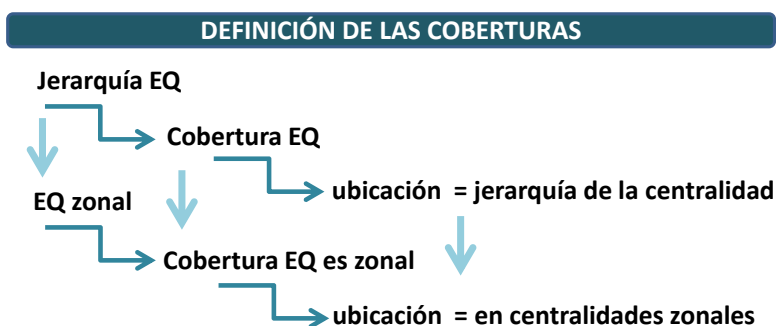 DEFINICIÓN DE LAS COBERTURAS
Jerarquía EQ
Cobertura EQ
ubicación = jerarquía de la centralidad
EQ zonal
Cobertura EQ es zonal
ubicación = en centralidades zonales